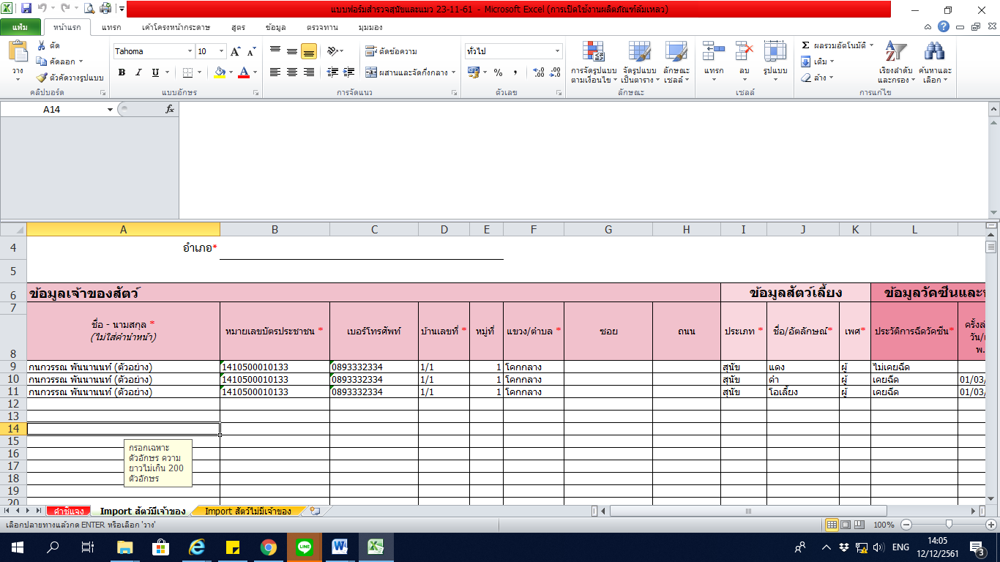 แบบฟอร์มสำรวจสุนัขและแมว 23-11-61 - Microsoft Excel (การเปิดใช้งานผลิตภัณฑ์ล้มเหลว)
แฟ้ม หน้าแรก แทรก เค้าโครงหน้ากระดาษ สูตร ข้อมูล ตรวจทาน มุมมอง
วาง
ตัด
คัดลอก
ตัวคัดวางรูปแบบ
คลิปบอร์ด
Tahoma 10
B I U
แบบอักษร
ตัดข้อความ
ผสานและจัดกึ่งกลาง
การจัดแนว
ทั่วไป
ตัวเลข
การจัดรูปแบบตามเงื่อนไข
จัดรูปแบบเป็นตาราง
ลักษณะเซลล์
ลักษณะ
แทรก ลบ รูปแบบ
เซลล์
Σ ผลรวมอัตโนมัติ
เติม
ล้าง
เรียงลำดับและกรอง
ค้นหาและเลือก
การแก้ไข
A14 fx
A B C D E F G H I J K L
4 อำเภอ*
5
6 ข้อมูลเจ้าของสัตว์ ข้อมูลสัตว์เลี้ยง ข้อมูลวัคซีนและ
7
8 ชื่อ - นามสกุล * (ไม่ใส่คำนำหน้า) หมายเลขบัตรประชาชน * เบอร์โทรศัพท์ บ้านเลขที่ * หมู่ที่ แขวง/ตำบล * ซอย ถนน ประเภท * ชื่อ/อัตลักษณ์* เพศ* ประวัติการฉีดวัคซีน* ครั้งล่ วัน/เ พ.
9 กนกวรรณ พันนานนท์ (ตัวอย่าง) 1410500010133 0893332334 1/1 1 โคกกลาง สุนัข แดง ผู้ ไม่เคยฉีด
10 กนกวรรณ พันนานนท์ (ตัวอย่าง) 1410500010133 0893332334 1/1 1 โคกกลาง สุนัข ดำ ผู้ เคยฉีด 01/03/
11 กนกวรรณ พันนานนท์ (ตัวอย่าง) 1410500010133 0893332334 1/1 1 โคกกลาง สุนัข โอเลี้ยง ผู้ เคยฉีด 01/03/
12
13
14
15
16
17
18
19
20
กรอกเฉพาะ
ตัวอักษร ความ
ยาวไม่เกิน 200
ตัวอักษร
คำชี้แจง Import สัตว์มีเจ้าของ Import สัตว์ไม่มีเจ้าของ
เลือกปลายทางแล้วกด ENTER หรือเลือก 'วาง' 100%
LINE ENG 14:05
12/12/2561 3